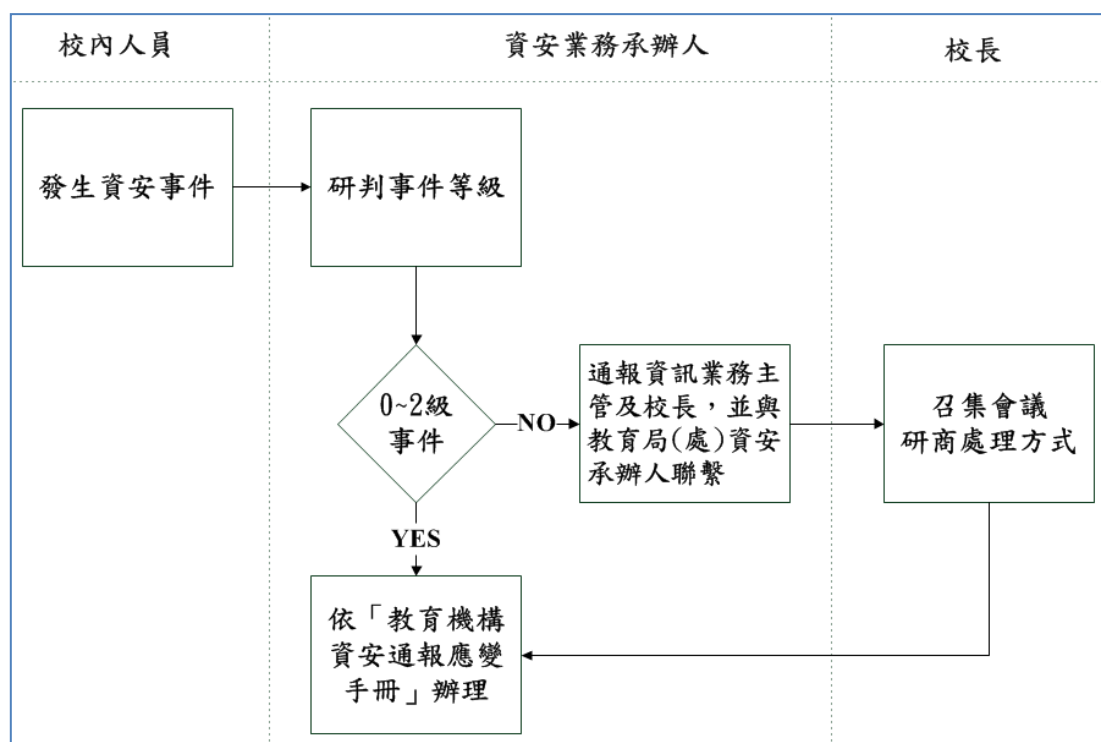 校內人員
資安業務承辦人
校長
發生資安事件
研判事件等級
0~2級
事件
NO
通報資訊業務主
管及校長，並與
教育局(處)資安
承辦人聯繫
召集會議
研商處理方式
YES
依「教育機構
資安通報應變
手冊」辦理